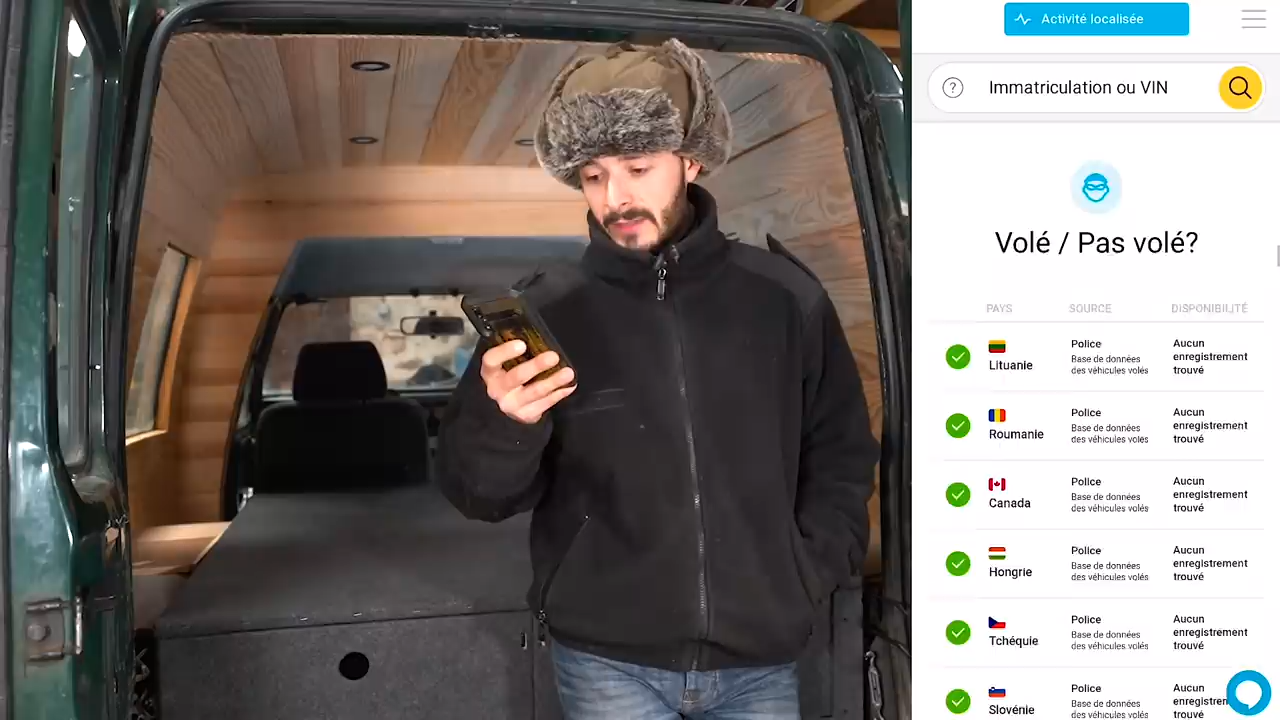 Activité localisée
Immatriculation ou VIN
Volé / Pas volé?
PAYS SOURCE DISPONIBILITÉ
Lituanie
Police
Base de données
des véhicules volés
Aucun
enregistrement
trouvé
Roumanie
Police
Base de données
des véhicules volés
Aucun
enregistrement
trouvé
Canada
Police
Base de données
des véhicules volés
Aucun
enregistrement
trouvé
Hongrie
Police
Base de données
des véhicules volés
Aucun
enregistrement
trouvé
Tchéquie
Police
Base de données
des véhicules volés
Aucun
enregistrement
trouvé
Slovénie
Police
Base de données
des véhicules volés
Aucun
enregistrem
trouvé